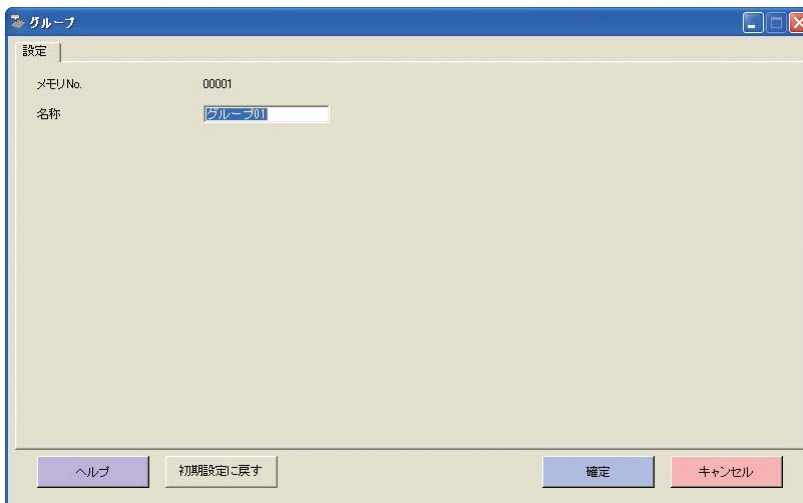 グループ
設定
メモリNo. 00001
名称 グループ01
ヘルプ 初期設定に戻す 確定 キャンセル